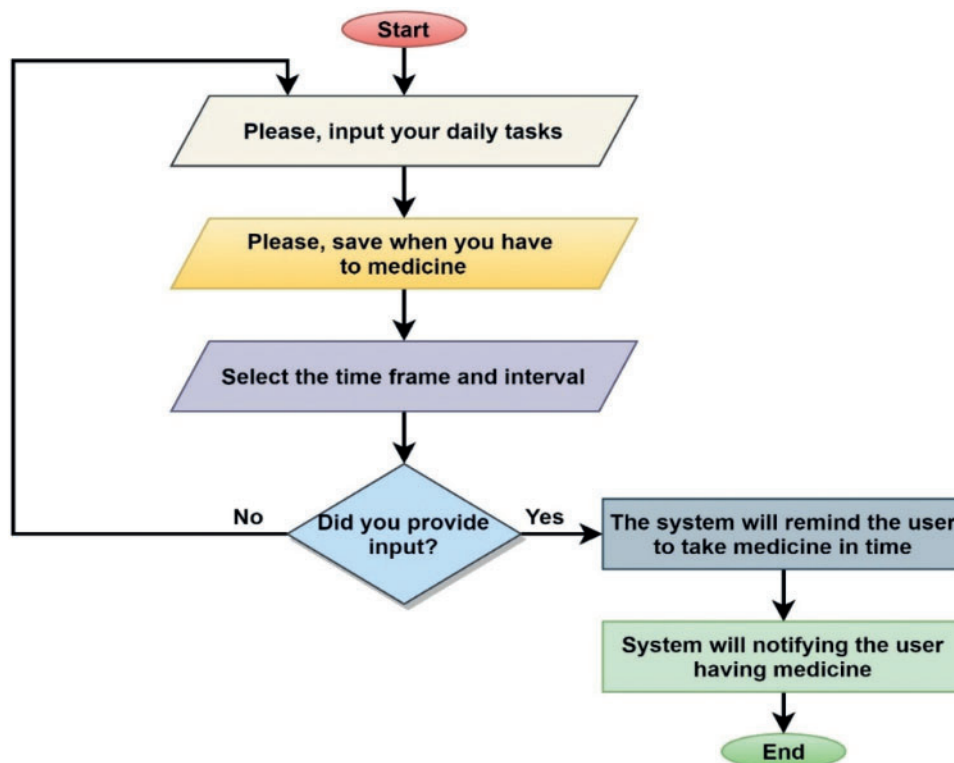 Start
Please, input your daily tasks
Please, save when you have
to medicine
Select the time frame and interval
Did you provide
input?
No
Yes
The system will remind the user
to take medicine in time
System will notifying the user
having medicine
End